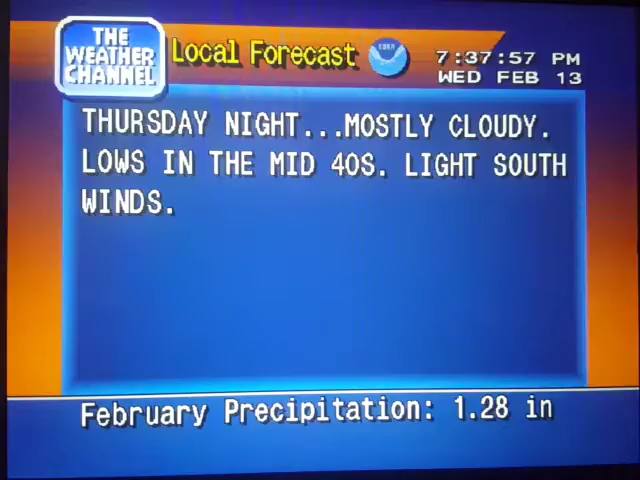 THE
WEATHER
CHANNEL
Local Forecast
NOAA
7:37:57 PM
WED FEB 13
THURSDAY NIGHT...MOSTLY CLOUDY.
LOWS IN THE MID 40S. LIGHT SOUTH
WINDS.
February Precipitation: 1.28 in